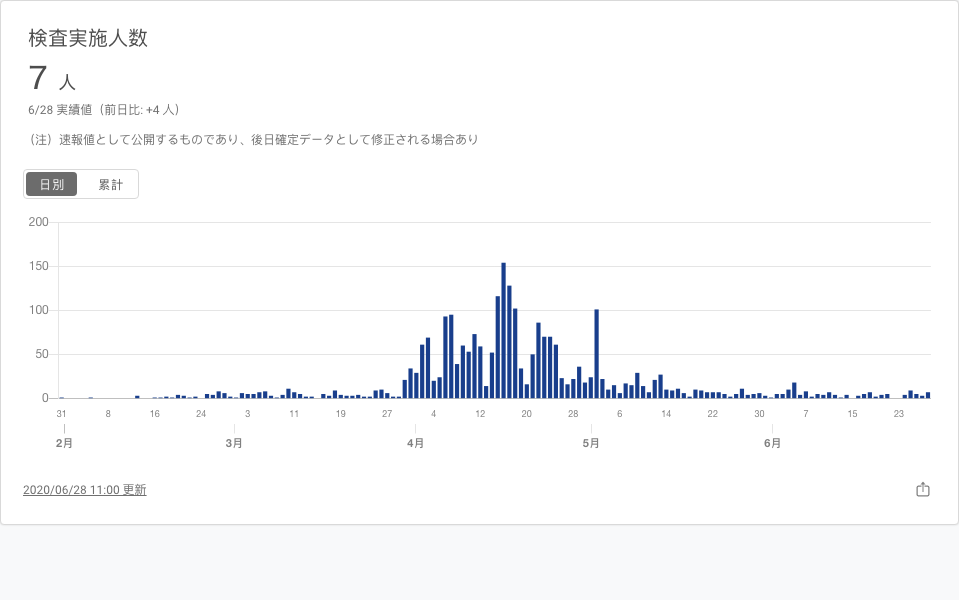 検査実施人数
7 人
6/28 実績値（前日比: +4 人）
（注）速報値として公開するものであり、後日確定データとして修正される場合あり
日別 累計
200
150
100
50
0
31 8 16 24 3 11 19 27 4 12 20 28 6 14 22 30 7 15 23
2月 3月 4月 5月 6月
2020/06/28 11:00 更新